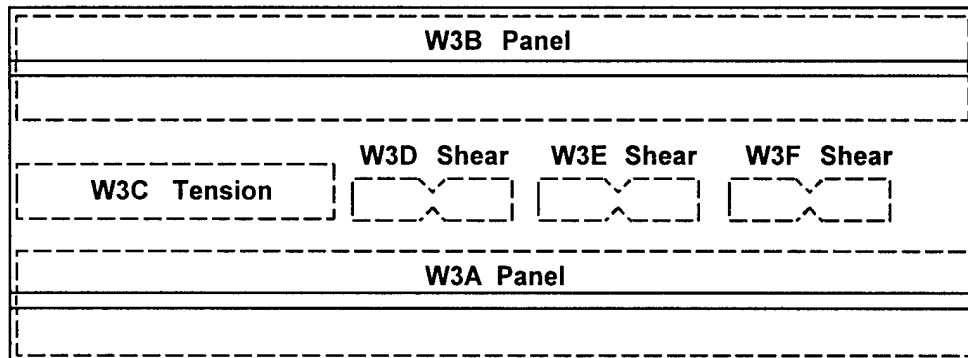 W3B Panel
W3D Shear W3E Shear W3F Shear
W3C Tension
W3A Panel